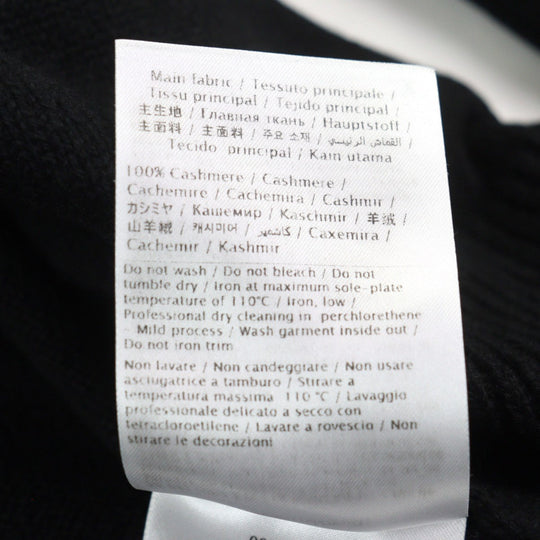 Main fabric / Tessuto principale /
Tissu principal / Tejido principal /
主生地 / Главная ткань / Hauptstoff /
主面料 / 主面料 / 주요 소재 / القماش الرئيسي /
Tecido principal / Kain utama
100% Cashmere / Cashmere /
Cachemire / Cachemira / Cashmir /
カシミヤ / Кашемир / Kaschmir / 羊绒 /
山羊絨 / 캐시미어 / كاشمير / Caxemira /
Cachemir / Kashmir
Do not wash / Do not bleach / Do not
tumble dry / Iron at maximum sole-plate
temperature of 110°C / Iron, low /
Professional dry cleaning in perchlorethene
- Mild process / Wash garment inside out /
Do not iron trim
Non lavare / Non candeggiare / Non usare
asciugatrice a tamburo / Stirare a
temperatura massima 110 °C / Lavaggio
professionale delicato a secco con
tetracloroetilene / Lavare a rovescio / Non
stirare le decorazioni